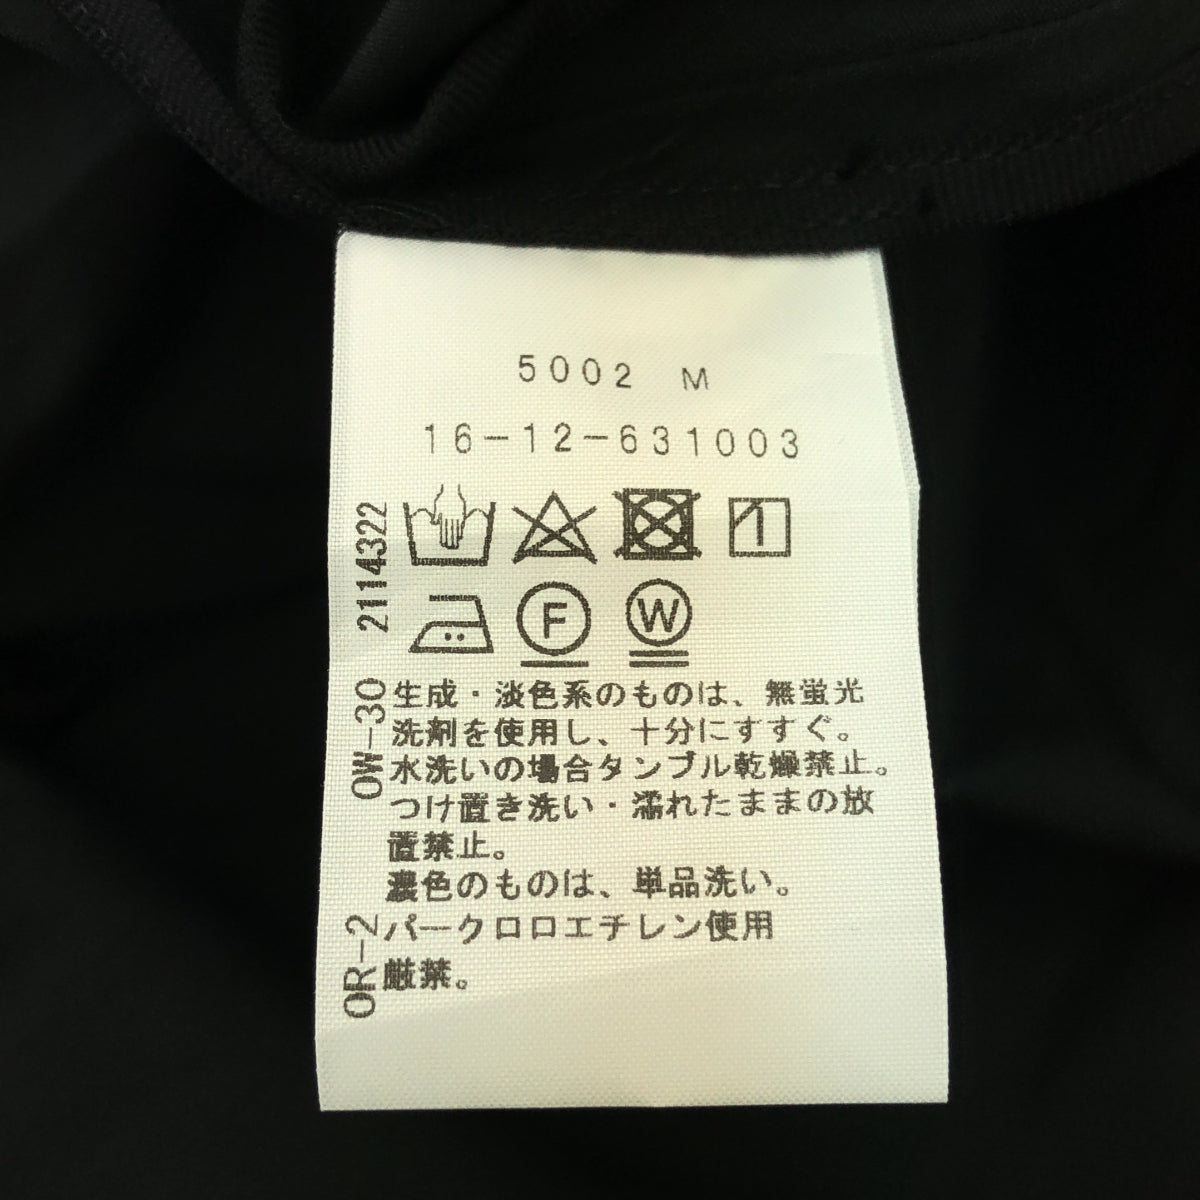 5002 M
16-12-631003
2114322
F W
OW-30
生成・淡色系のものは、無蛍光
洗剤を使用し、十分にすすぐ。
水洗いの場合タンブル乾燥禁止。
つけ置き洗い・濡れたままの放
置禁止。
濃色のものは、単品洗い。
OR-2
パークロロエチレン使用
厳禁。